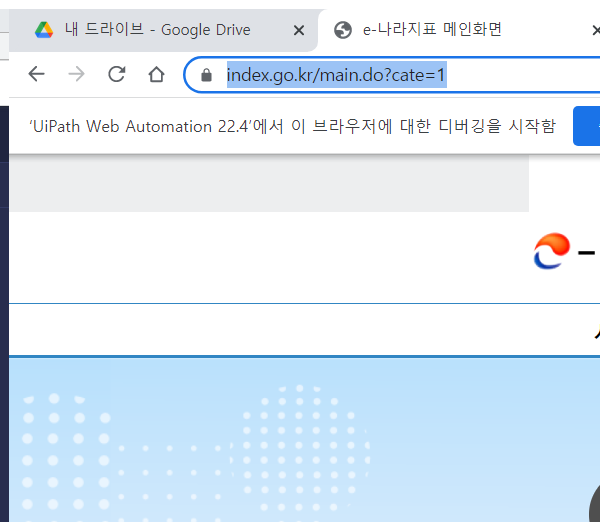 내 드라이브 - Google Drive
e-나라지표 메인화면
index.go.kr/main.do?cate=1
'UiPath Web Automation 22.4'에서 이 브라우저에 대한 디버깅을 시작함